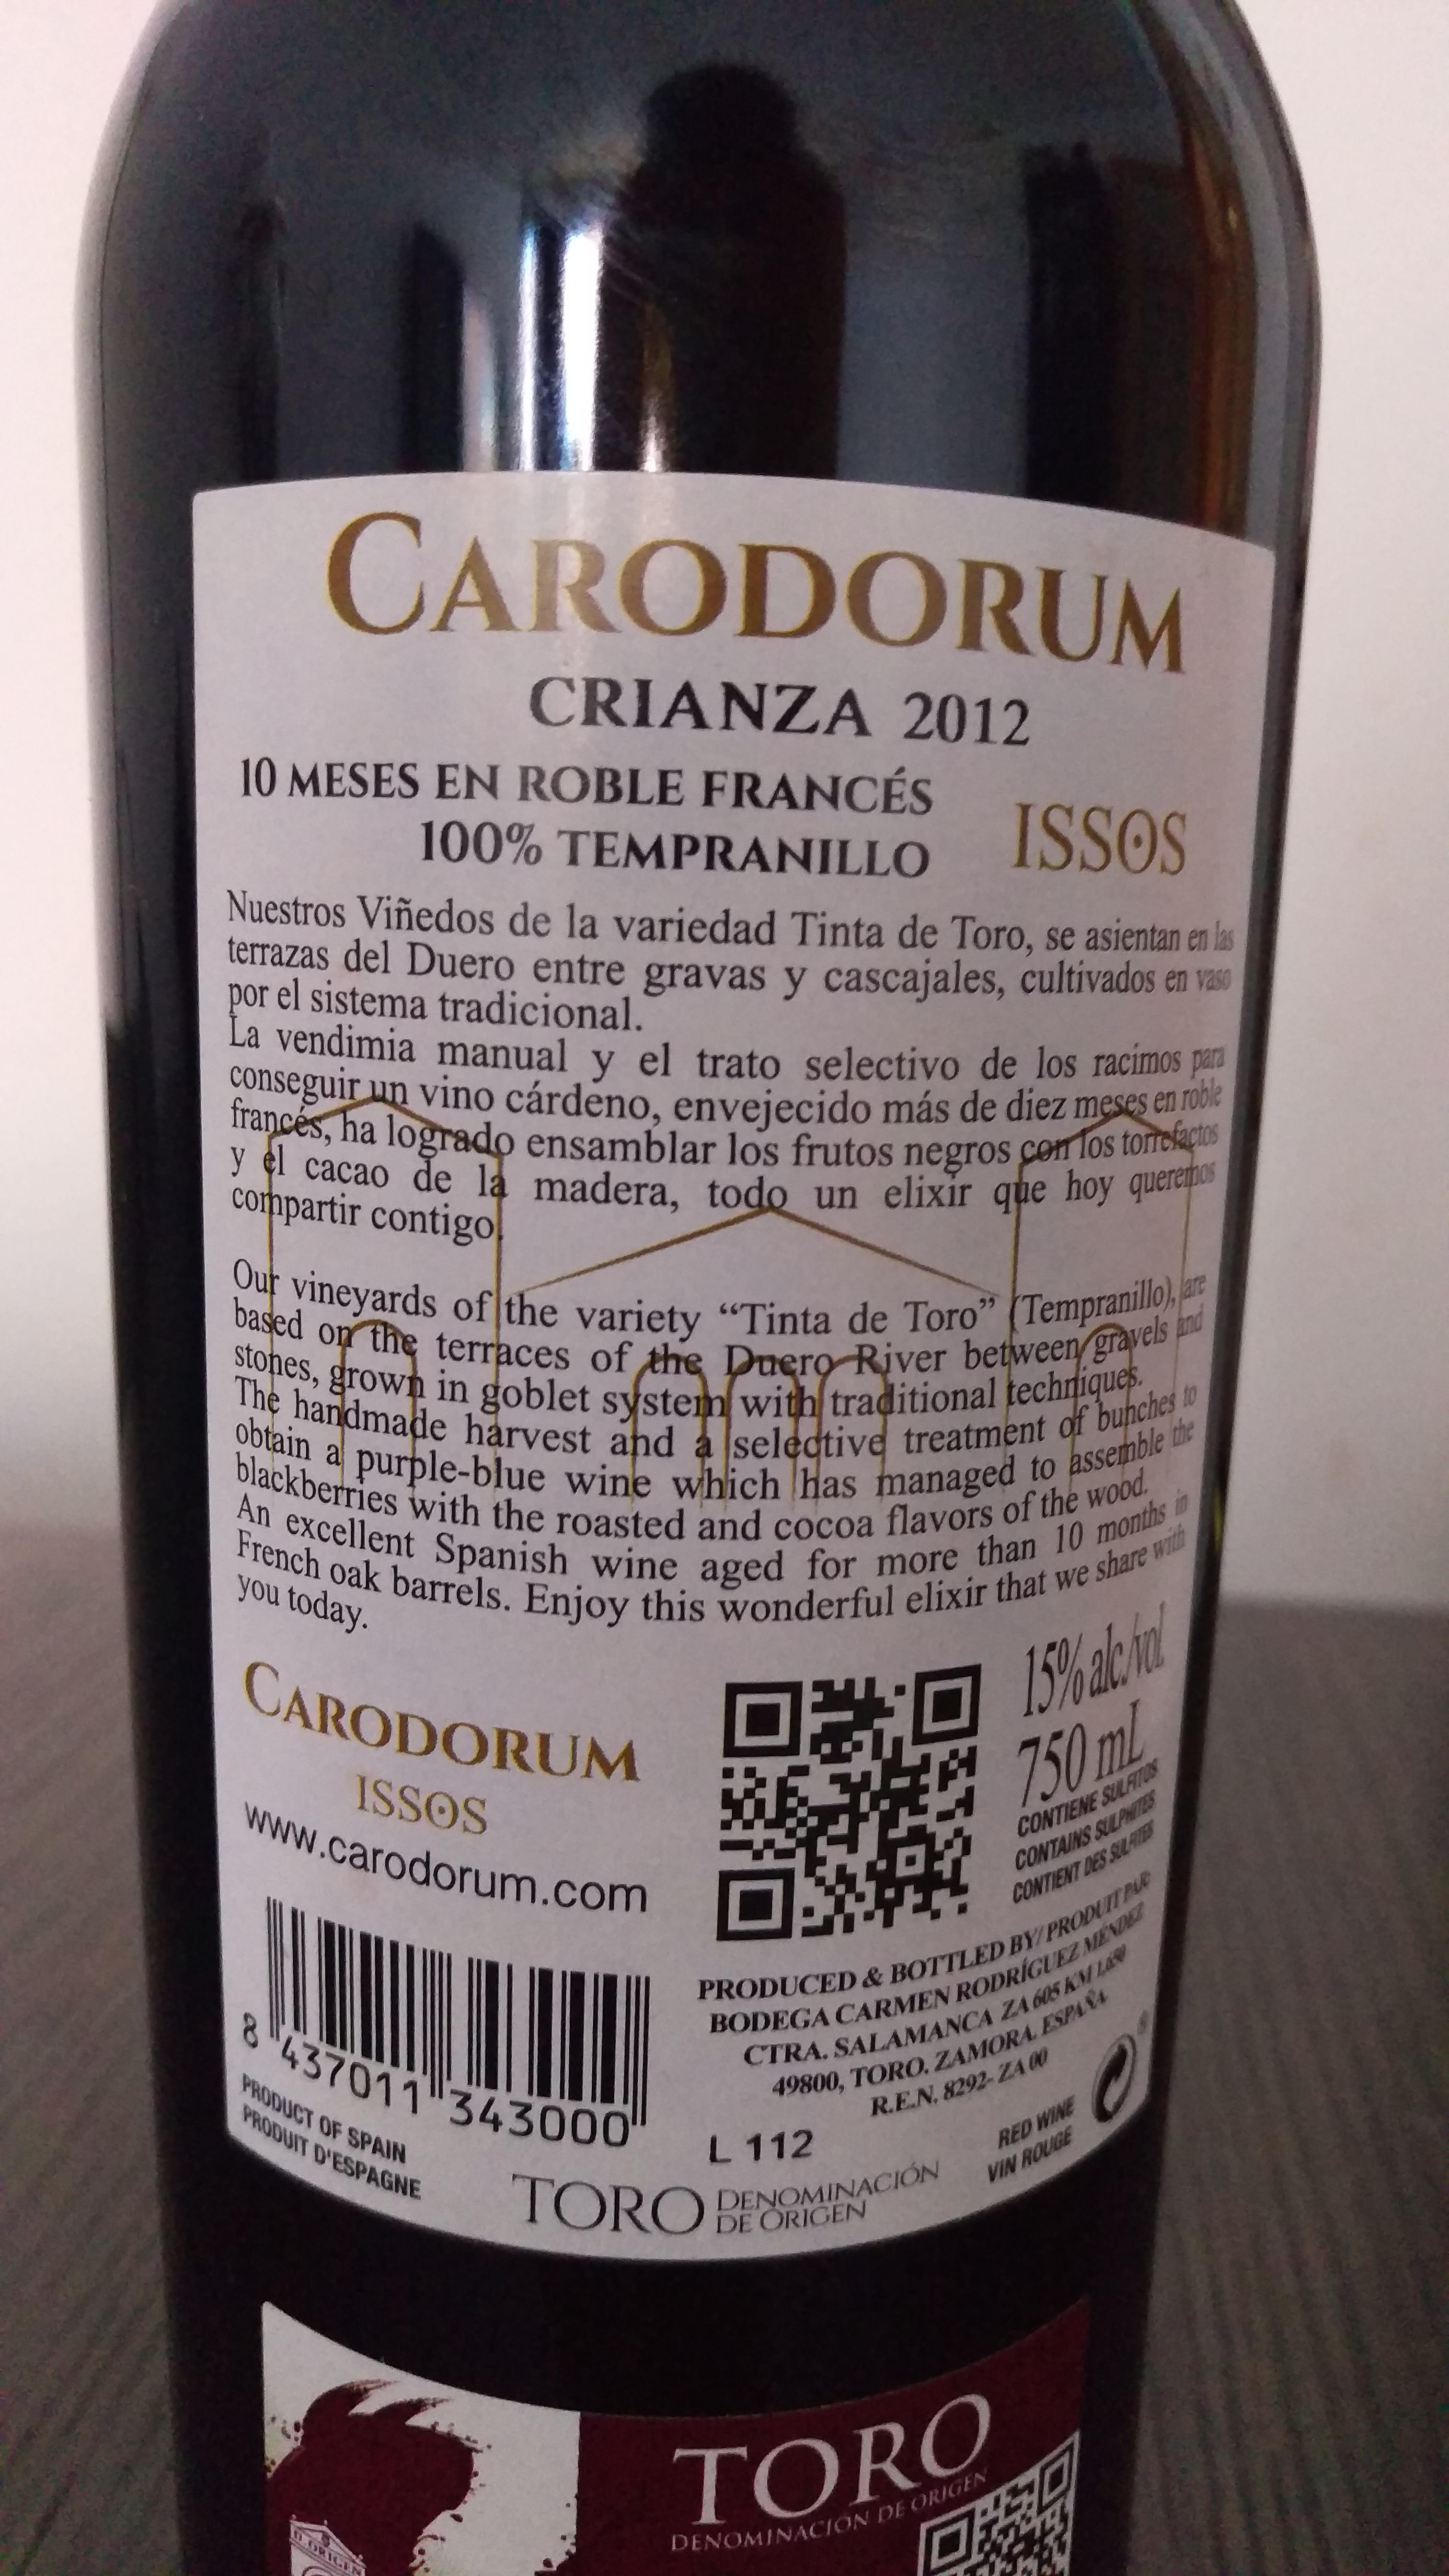 CARODORUM
CRIANZA 2012
10 MESES EN ROBLE FRANCÉS
100% TEMPRANILLO
ISSOS
Nuestros Viñedos de la variedad Tinta de Toro, se asientan en las
terrazas del Duero entre gravas y cascajales, cultivados en vaso
por el sistema tradicional.
La vendimia manual y el trato selectivo de los racimos para
conseguir un vino cárdeno, envejecido más de diez meses en roble
francés, ha logrado ensamblar los frutos negros con los torrefactos
y el cacao de la madera, todo un elixir que hoy queremos
compartir contigo.
Our vineyards of the variety “Tinta de Toro” (Tempranillo), are
based on the terraces of the Duero River between gravels and
stones, grown in goblet system with traditional techniques.
The handmade harvest and a selective treatment of bunches to
obtain a purple-blue wine which has managed to assemble the
blackberries with the roasted and cocoa flavors of the wood.
An excellent Spanish wine aged for more than 10 months in
French oak barrels. Enjoy this wonderful elixir that we share with
you today.
CARODORUM
ISSOS
www.carodorum.com
15% alc./vol.
750 mL
CONTIENE SULFITOS
CONTAINS SULPHITES
CONTIENT DES SULFITES
PRODUCED & BOTTLED BY/ PRODUIT PAR:
BODEGA CARMEN RODRÍGUEZ MÉNDEZ
CTRA. SALAMANCA ZA 605 KM 1,650
49800, TORO. ZAMORA. ESPAÑA
R.E.N. 8292- ZA 00
8 437011 343000
PRODUCT OF SPAIN
PRODUIT D'ESPAGNE
L 112
RED WINE
VIN ROUGE
TORO DENOMINACIÓN
DE ORIGEN
TORO
DENOMINACIÓN DE ORIGEN
D. ORIGEN